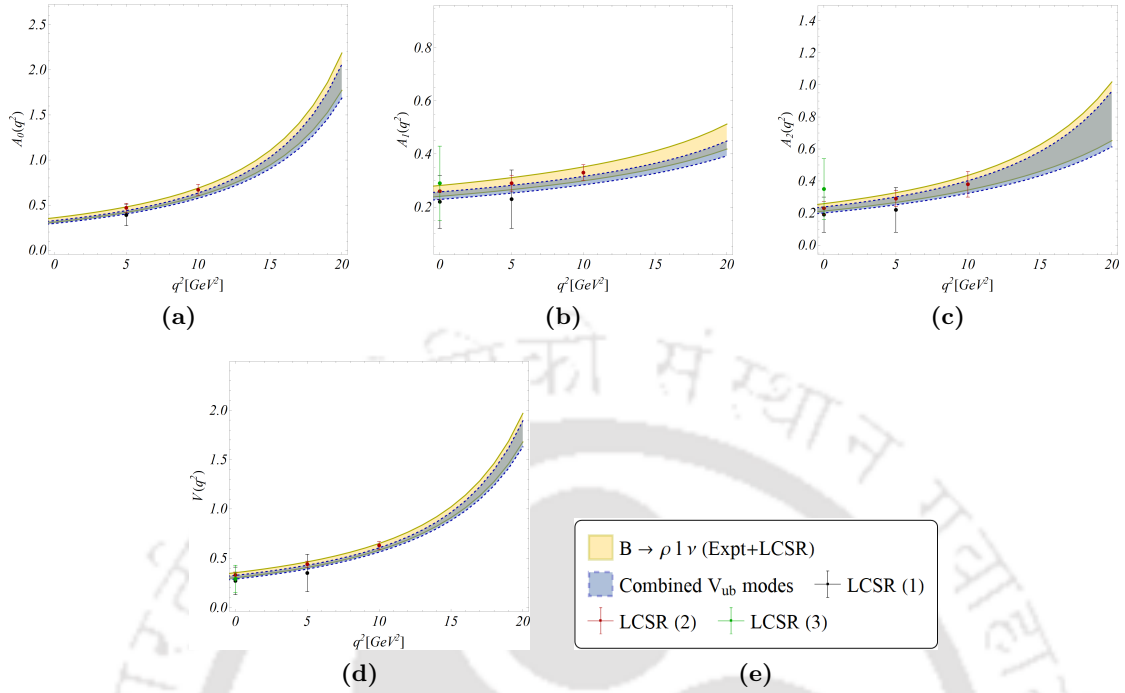 2.5
2.0
1.5
1.0
0.5
0.0
A₀(q²)
0 5 10 15 20
q²[GeV²]
(a)
0.8
0.6
0.4
0.2
A₁(q²)
0 5 10 15 20
q²[GeV²]
(b)
1.4
1.2
1.0
0.8
0.6
0.4
0.2
0.0
A₂(q²)
0 5 10 15 20
q²[GeV²]
(c)
2.0
1.5
1.0
0.5
0.0
V(q²)
0 5 10 15 20
q²[GeV²]
(d)
B → ρ l ν (Expt+LCSR)
Combined V_ub modes LCSR (1)
LCSR (2) LCSR (3)
(e)